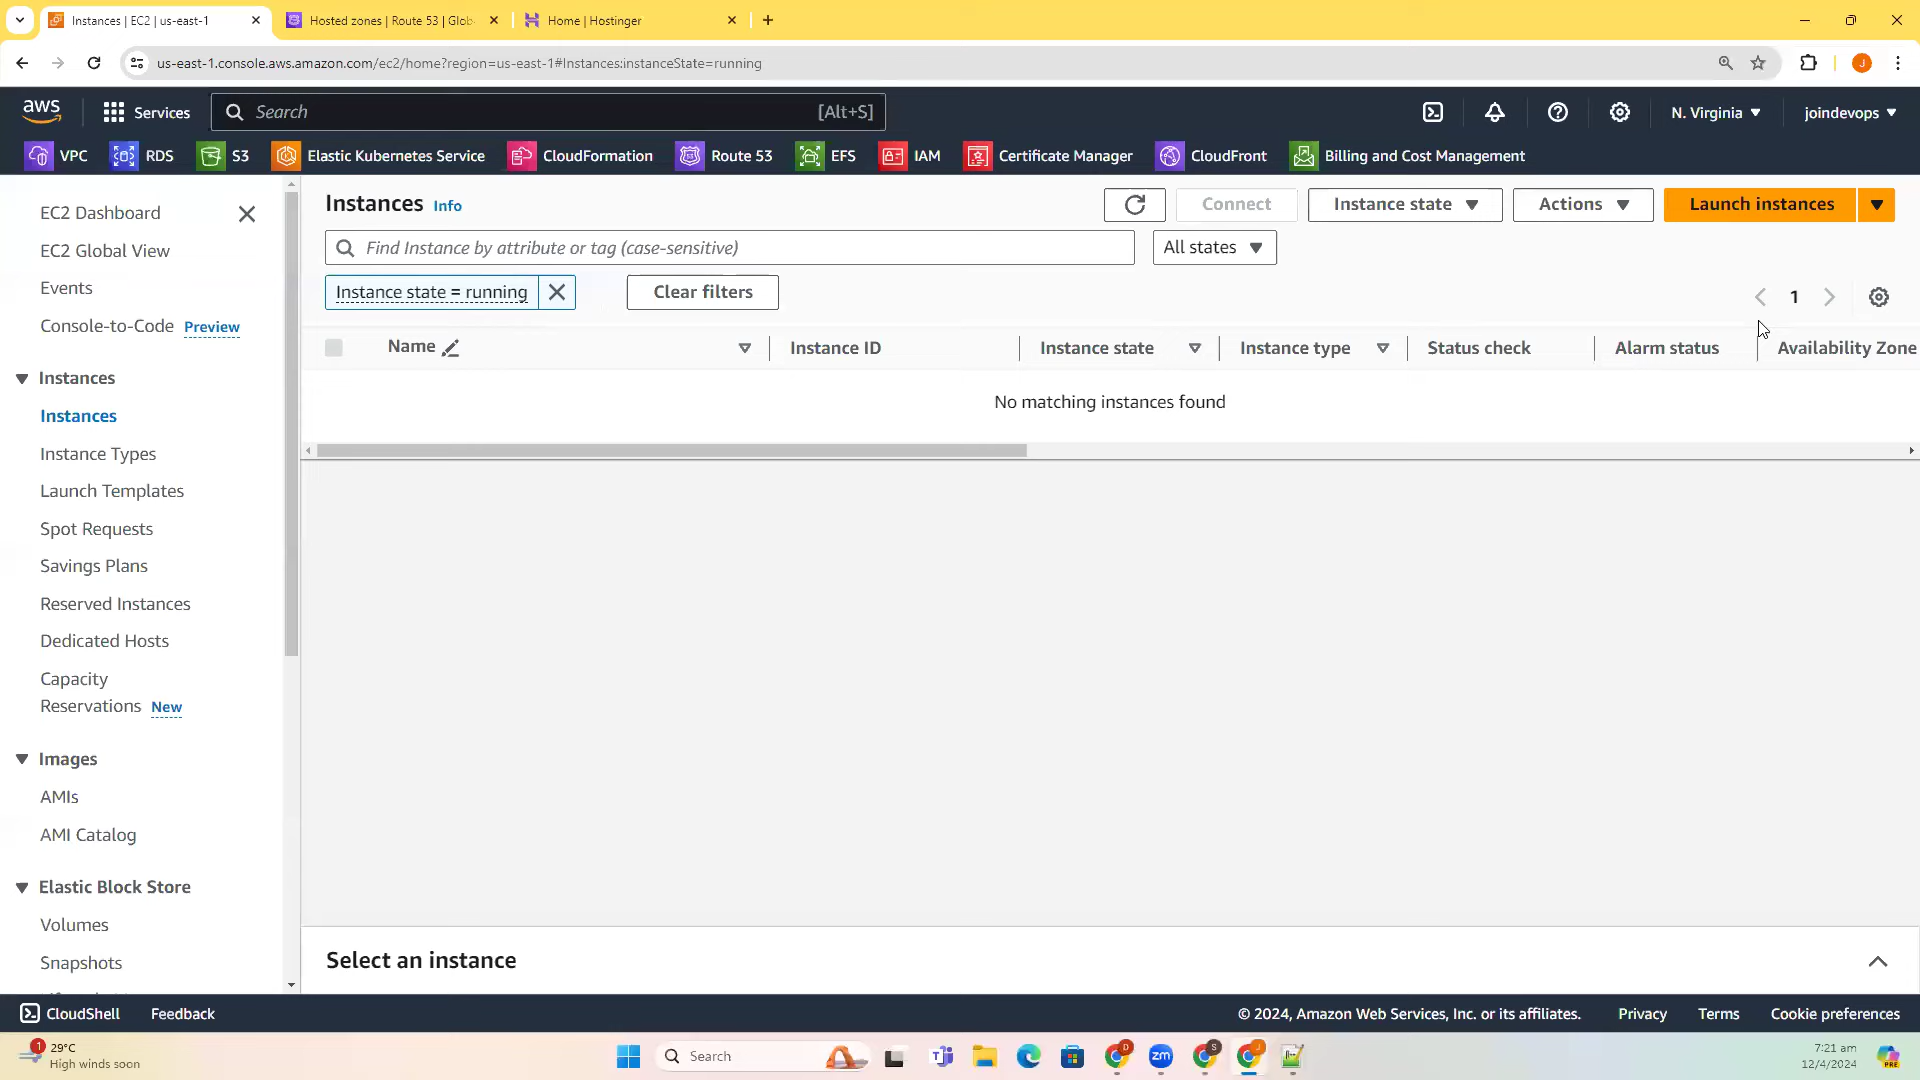 Instances | EC2 | us-east-1
Hosted zones | Route 53 | Glob
Home | Hostinger
us-east-1.console.aws.amazon.com/ec2/home?region=us-east-1#Instances:instanceState=running
J
aws
Services
Search
[Alt+S]
N. Virginia
joindevops
VPC
RDS
S3
Elastic Kubernetes Service
CloudFormation
Route 53
EFS
IAM
Certificate Manager
CloudFront
Billing and Cost Management
EC2 Dashboard
EC2 Global View
Events
Console-to-Code Preview
Instances
Instances
Instance Types
Launch Templates
Spot Requests
Savings Plans
Reserved Instances
Dedicated Hosts
Capacity
Reservations New
Images
AMIs
AMI Catalog
Elastic Block Store
Volumes
Snapshots
Instances Info
Connect
Instance state
Actions
Launch instances
Find Instance by attribute or tag (case-sensitive)
All states
Instance state = running
Clear filters
1
Name
Instance ID
Instance state
Instance type
Status check
Alarm status
Availability Zone
No matching instances found
Select an instance
CloudShell
Feedback
© 2024, Amazon Web Services, Inc. or its affiliates.
Privacy
Terms
Cookie preferences
1
29°C
High winds soon
Search
D
zm
S
J
7:21 am
12/4/2024
PRE